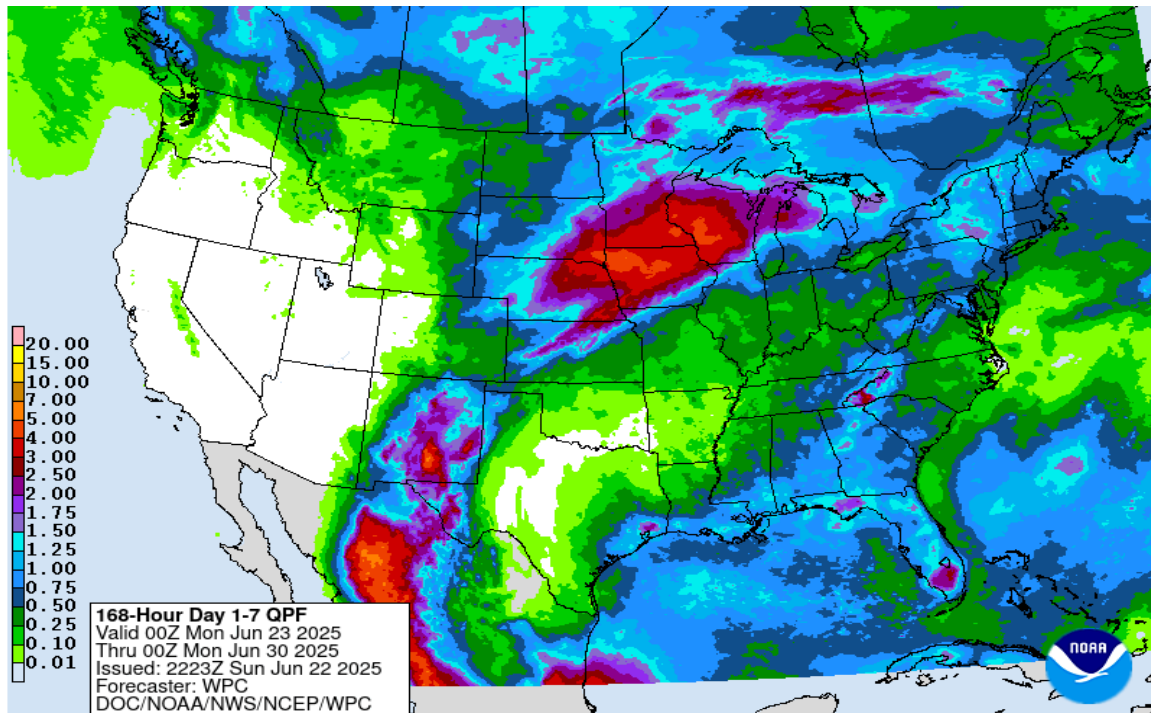 20.00
15.00
10.00
7.00
5.00
4.00
3.00
2.50
2.00
1.75
1.50
1.25
1.00
0.75
0.50
0.25
0.10
0.01
168-Hour Day 1-7 QPF
Valid 00Z Mon Jun 23 2025
Thru 00Z Mon Jun 30 2025
Issued: 2223Z Sun Jun 22 2025
Forecaster: WPC
DOC/NOAA/NWS/NCEP/WPC
NOAA